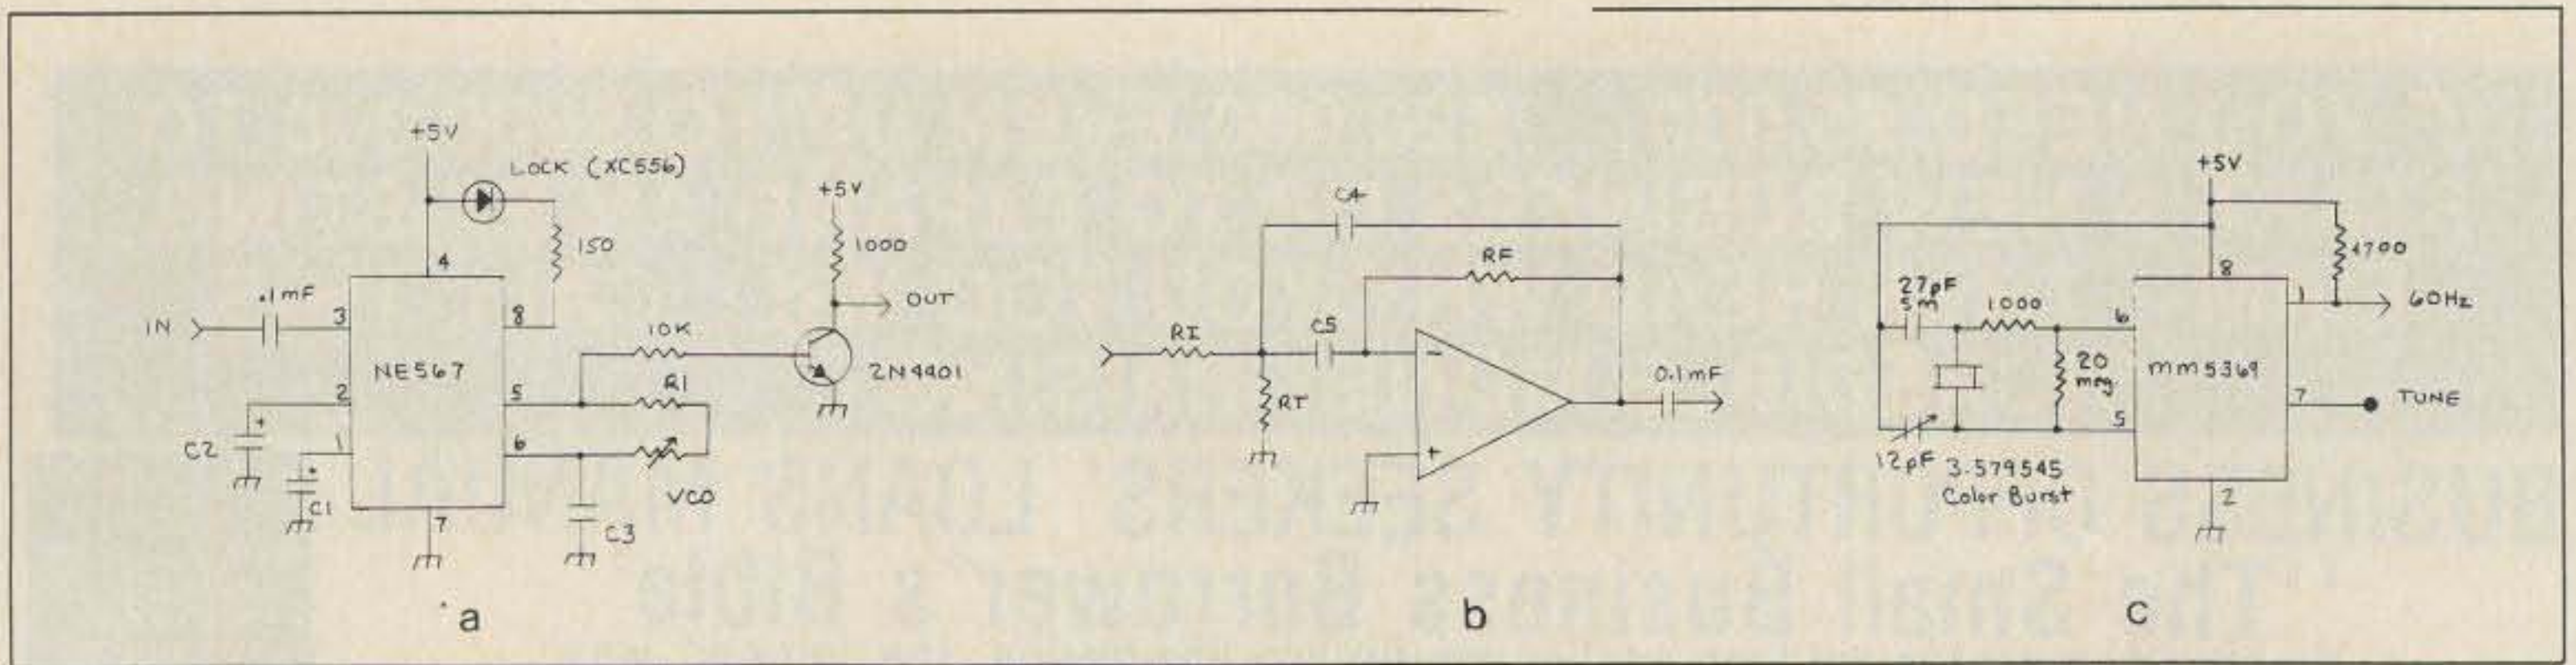 +5V
LOCK (XC556)
150
4
.1mF
IN
3
8
NE567
10K
2
5
R1
C2
1
6
C1
VCO
7
C3
+5V
1000
OUT
2N4401
a
C4
RF
RI
C5
−
RT
+
0.1mF
b
+5V
4700
8
27pF
5m
1000
1
60Hz
6
20
meg
mm5369
7
TUNE
5
12pF
3.579545
Color Burst
2
c